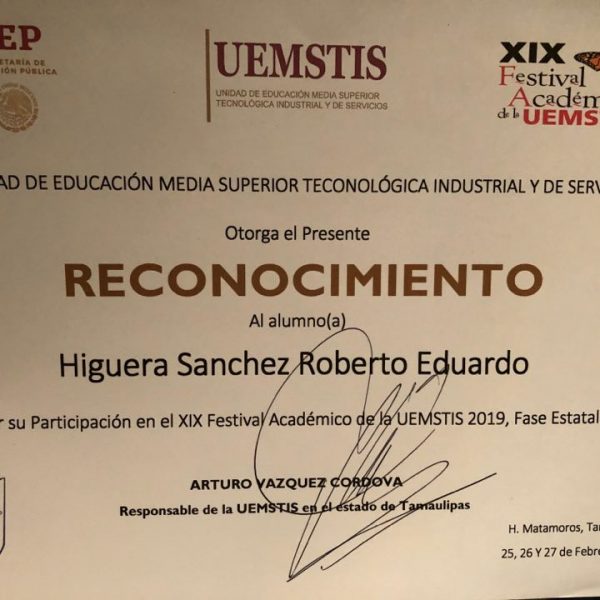 EP
SECRETARÍA DE
EDUCACIÓN PÚBLICA
UEMSTIS
UNIDAD DE EDUCACIÓN MEDIA SUPERIOR
TECNOLÓGICA INDUSTRIAL Y DE SERVICIOS
XIX
Festival
Académ
de la UEMS
AD DE EDUCACIÓN MEDIA SUPERIOR TECONOLÓGICA INDUSTRIAL Y DE SERV
Otorga el Presente
RECONOCIMIENTO
Al alumno(a)
Higuera Sanchez Roberto Eduardo
r su Participación en el XIX Festival Académico de la UEMSTIS 2019, Fase Estatal
ARTURO VAZQUEZ CORDOVA
Responsable de la UEMSTIS en el estado de Tamaulipas
H. Matamoros, Ta
25, 26 Y 27 de Febre